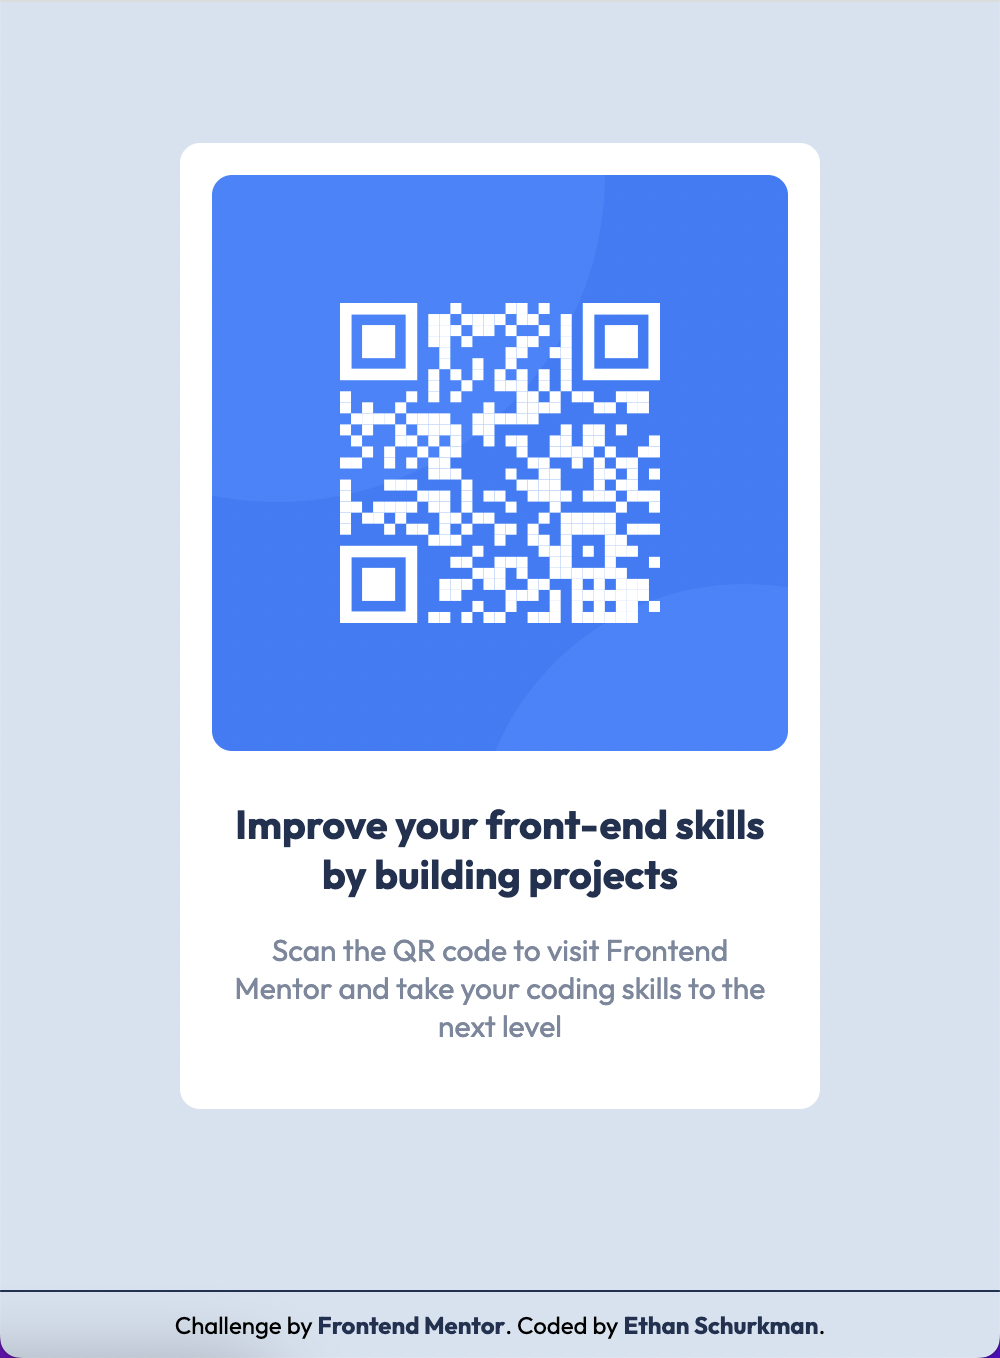 Improve your front-end skills
by building projects
Scan the QR code to visit Frontend
Mentor and take your coding skills to the
next level
Challenge by Frontend Mentor. Coded by Ethan Schurkman.